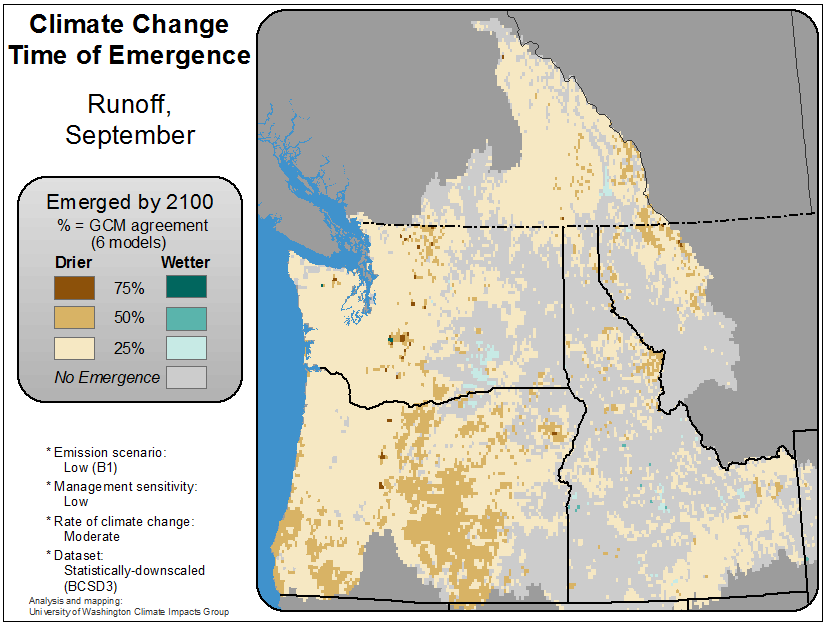 Climate Change
Time of Emergence
Runoff,
September
Emerged by 2100
% = GCM agreement
(6 models)
Drier Wetter
75%
50%
25%
No Emergence
* Emission scenario:
Low (B1)
* Management sensitivity:
Low
* Rate of climate change:
Moderate
* Dataset:
Statistically-downscaled
(BCSD3)
Analysis and mapping:
University of Washington Climate Impacts Group